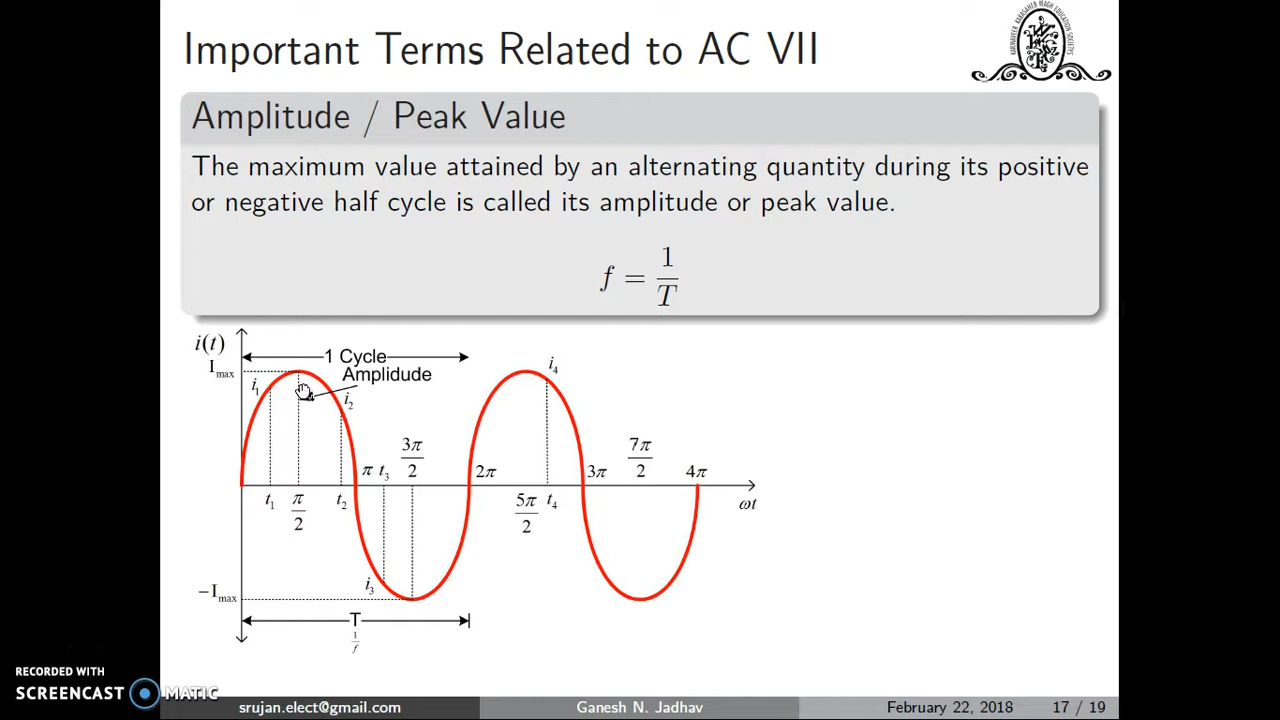 Important Terms Related to AC VII
Amplitude / Peak Value
The maximum value attained by an alternating quantity during its positive
or negative half cycle is called its amplitude or peak value.
f = 1/T
i(t)
1 Cycle
I max
Amplidude
i1
i2
i4
π t3 3π/2
2π
3π 7π/2 4π
t1 π/2 t2
5π/2 t4
ωt
i3
−I max
T
1/f
RECORDED WITH
SCREENCAST MATIC
srujan.elect@gmail.com Ganesh N. Jadhav February 22, 2018 17 / 19